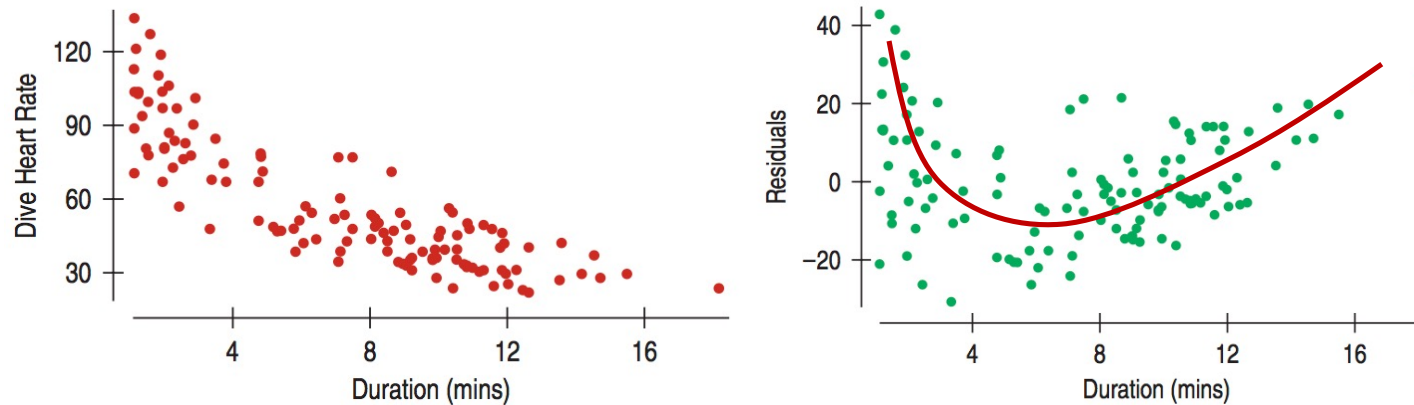 Dive Heart Rate
120
90
60
30
4 8 12 16
Duration (mins)
Residuals
40
20
0
–20
4 8 12 16
Duration (mins)